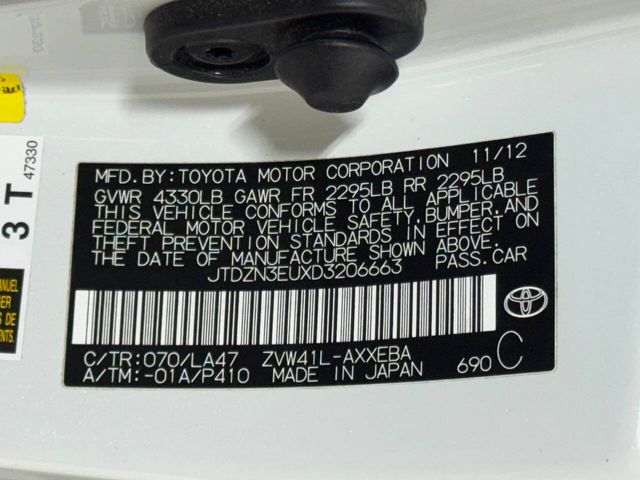 MFD. BY: TOYOTA MOTOR CORPORATION 11/12
GVWR 4330LB GAWR FR 2295LB RR 2295LB
THIS VEHICLE CONFORMS TO ALL APPLICABLE
FEDERAL MOTOR VEHICLE SAFETY, BUMPER, AND
THEFT PREVENTION STANDARDS IN EFFECT ON
THE DATE OF MANUFACTURE SHOWN ABOVE.
JTDZN3EUXD3206663 PASS. CAR
C/TR: 070/LA47 ZVW41L-AXXEBA
A/TM: -01A/P410 MADE IN JAPAN 690 C
TOYOTA
3 T
47330